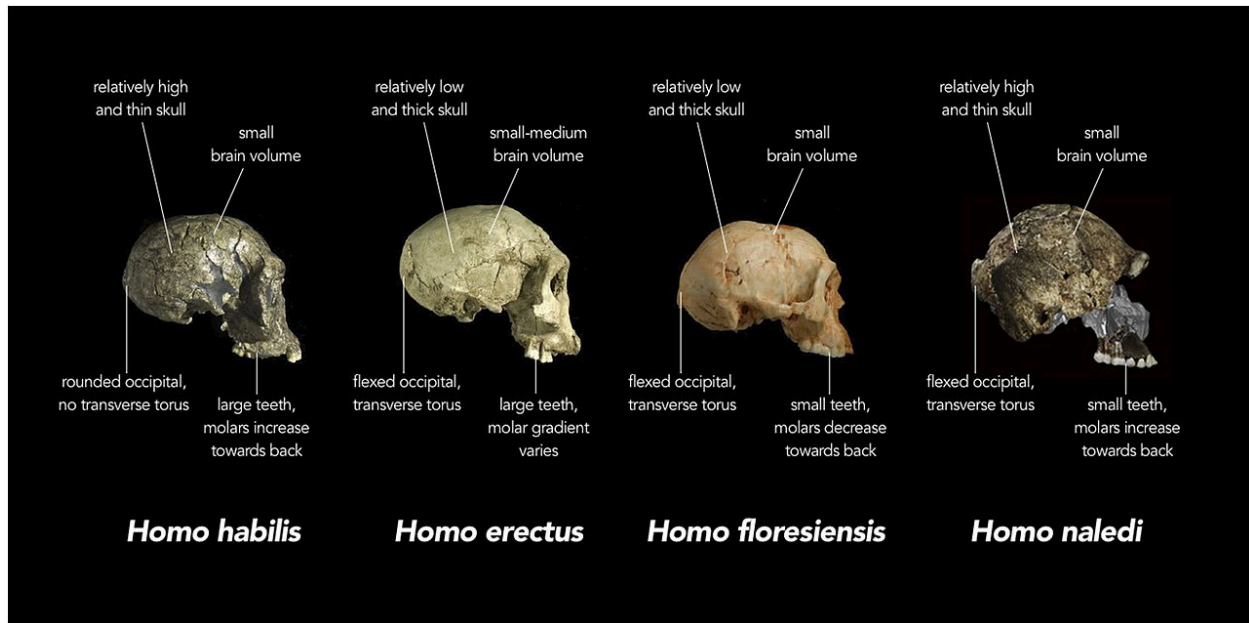 relatively high
and thin skull
small
brain volume
rounded occipital,
no transverse torus
large teeth,
molars increase
towards back
Homo habilis
relatively low
and thick skull
small-medium
brain volume
flexed occipital,
transverse torus
large teeth,
molar gradient
varies
Homo erectus
relatively low
and thick skull
small
brain volume
flexed occipital,
transverse torus
small teeth,
molars decrease
towards back
Homo floresiensis
relatively high
and thin skull
small
brain volume
flexed occipital,
transverse torus
small teeth,
molars increase
towards back
Homo naledi